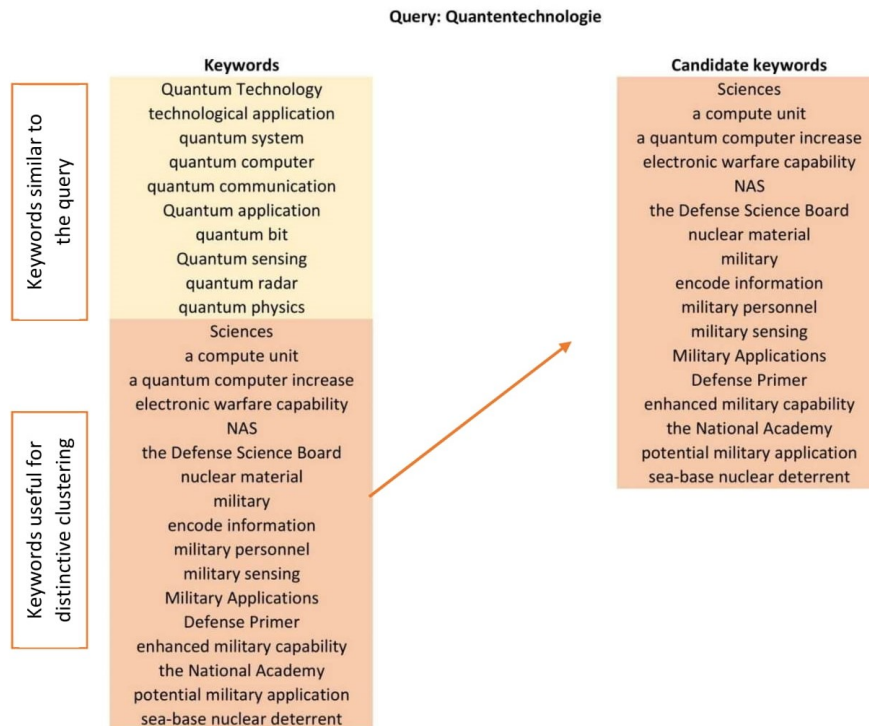 Query: Quantentechnologie
Keywords similar to
the query
Keywords useful for
distinctive clustering
Keywords
Quantum Technology
technological application
quantum system
quantum computer
quantum communication
Quantum application
quantum bit
Quantum sensing
quantum radar
quantum physics
Sciences
a compute unit
a quantum computer increase
electronic warfare capability
NAS
the Defense Science Board
nuclear material
military
encode information
military personnel
military sensing
Military Applications
Defense Primer
enhanced military capability
the National Academy
potential military application
sea-base nuclear deterrent
Candidate keywords
Sciences
a compute unit
a quantum computer increase
electronic warfare capability
NAS
the Defense Science Board
nuclear material
military
encode information
military personnel
military sensing
Military Applications
Defense Primer
enhanced military capability
the National Academy
potential military application
sea-base nuclear deterrent